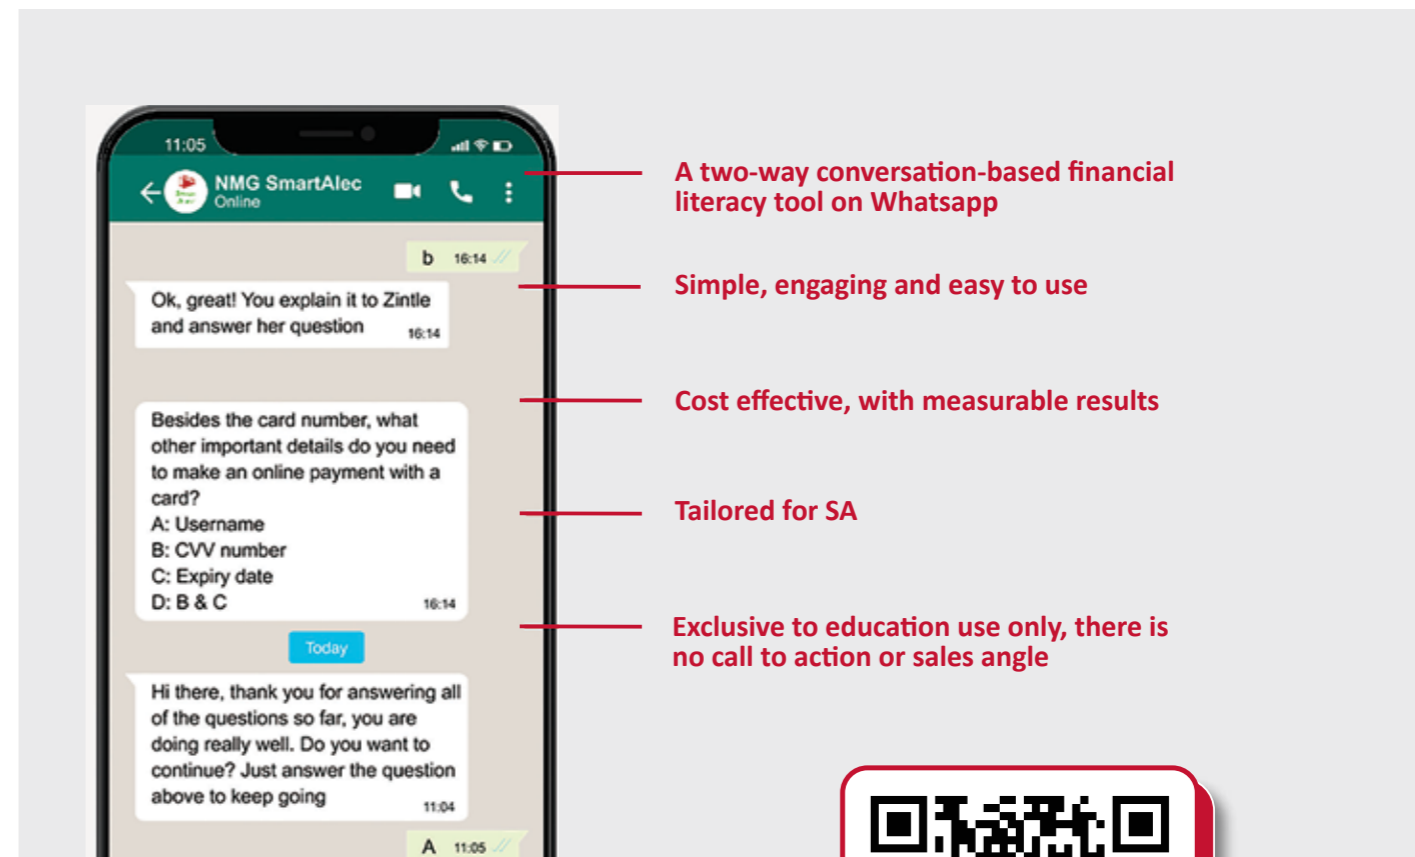 11:05
NMG SmartAlec
Online
b 16:14
Ok, great! You explain it to Zintle
and answer her question 16:14
Besides the card number, what
other important details do you need
to make an online payment with a
card?
A: Username
B: CVV number
C: Expiry date
D: B & C 16:14
Today
Hi there, thank you for answering all
of the questions so far, you are
doing really well. Do you want to
continue? Just answer the question
above to keep going 11:04
A 11:05
A two-way conversation-based financial
literacy tool on Whatsapp
Simple, engaging and easy to use
Cost effective, with measurable results
Tailored for SA
Exclusive to education use only, there is
no call to action or sales angle